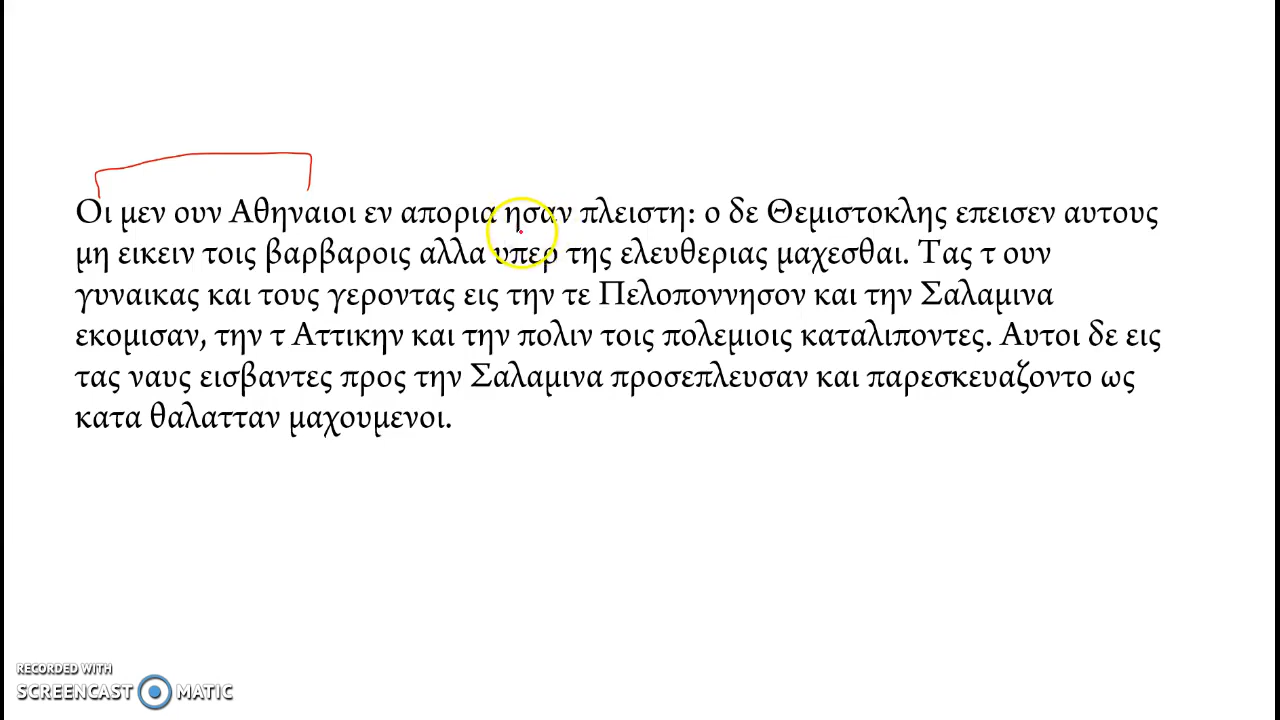 Οι μεν ουν Αθηναιοι εν απορια ησαν πλειστη: ο δε Θεμιστοκλης επεισεν αυτους
μη εικειν τοις βαρβαροις αλλα υπερ της ελευθεριας μαχεσθαι. Τας τ ουν
γυναικας και τους γεροντας εις την τε Πελοποννησον και την Σαλαμινα
εκομισαν, την τ Αττικην και την πολιν τοις πολεμιοις καταλιποντες. Αυτοι δε εις
τας ναυς εισβαντες προς την Σαλαμινα προσεπλευσαν και παρεσκευαζοντο ως
κατα θαλατταν μαχουμενοι.
RECORDED WITH
SCREENCAST MATIC